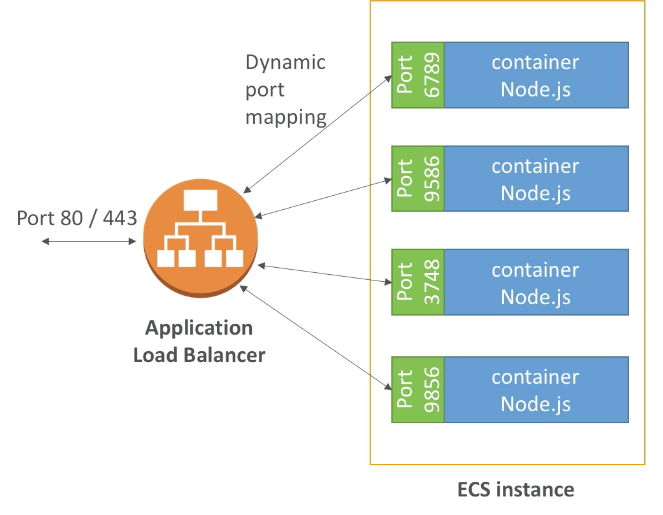 Dynamic
port
mapping
Port 80 / 443
Application
Load Balancer
Port
6789
container
Node.js
Port
9586
container
Node.js
Port
3748
container
Node.js
Port
9856
container
Node.js
ECS instance